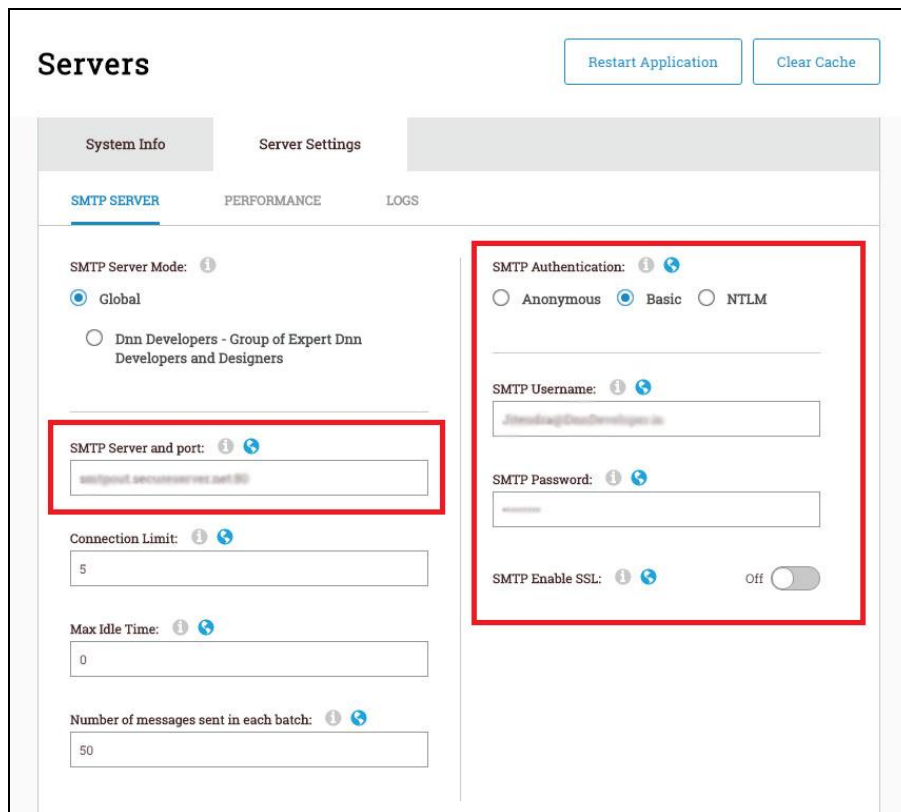 Servers
Restart Application
Clear Cache
System Info
Server Settings
SMTP SERVER
PERFORMANCE
LOGS
SMTP Server Mode:
Global
Dnn Developers - Group of Expert Dnn
Developers and Designers
SMTP Server and port:
Connection Limit:
5
Max Idle Time:
0
Number of messages sent in each batch:
50
SMTP Authentication:
Anonymous
Basic
NTLM
SMTP Username:
SMTP Password:
SMTP Enable SSL:
Off